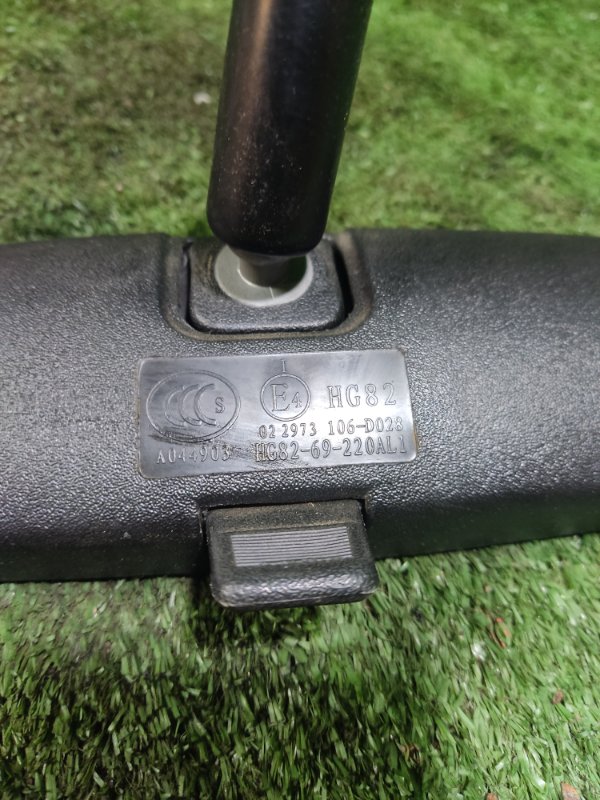 I
CCC S E4 HG82
02 2973 106-D028
A044903 HG82-69-220AL1